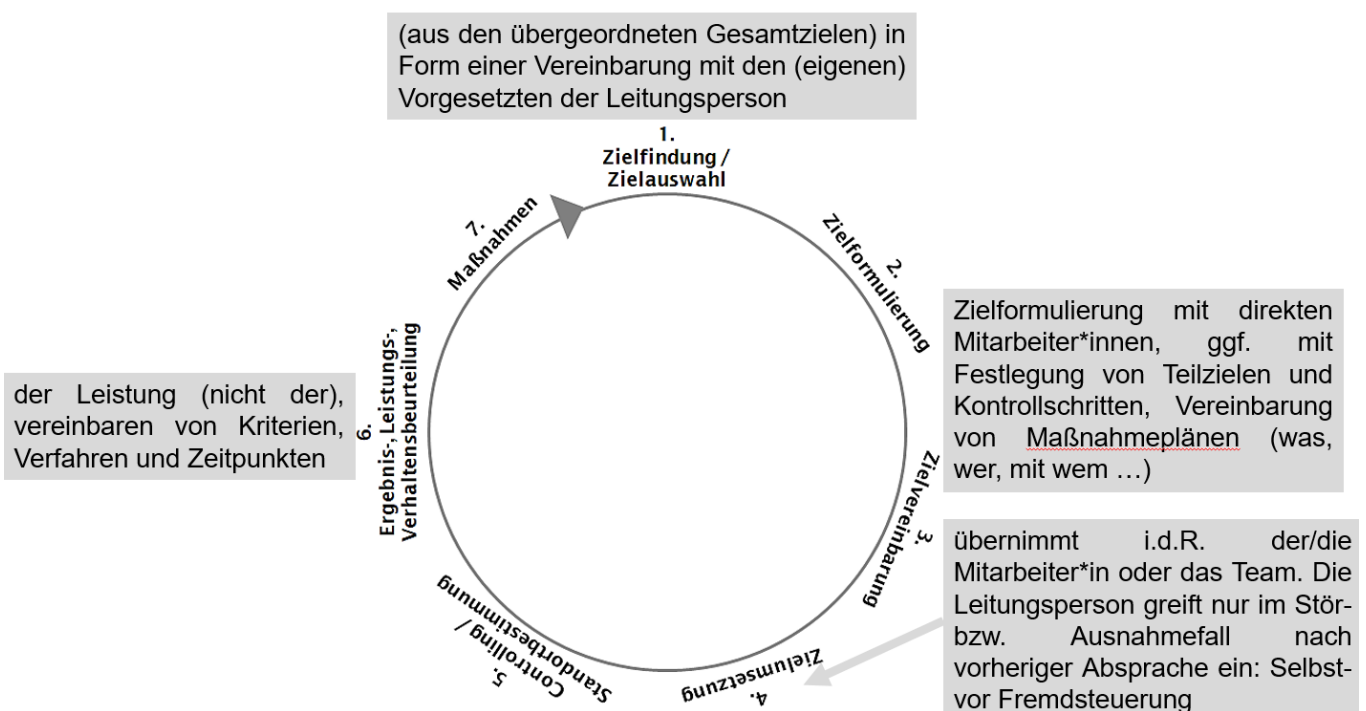 (aus den übergeordneten Gesamtzielen) in
Form einer Vereinbarung mit den (eigenen)
Vorgesetzten der Leitungsperson
1.
Zielfindung /
Zielauswahl
2.
Zielformulierung
Zielformulierung mit direkten
Mitarbeiter*innen, ggf. mit
Festlegung von Teilzielen und
Kontrollschritten, Vereinbarung
von Maßnahmeplänen (was,
wer, mit wem …)
3.
Zielvereinbarung
übernimmt i.d.R. der/die
Mitarbeiter*in oder das Team. Die
Leitungsperson greift nur im Stör-
bzw. Ausnahmefall nach
vorheriger Absprache ein: Selbst-
vor Fremdsteuerung
4.
Zielumsetzung
5.
Controlling /
Standortbestimmung
6.
Ergebnis-, Leistungs-,
Verhaltensbeurteilung
der Leistung (nicht der),
vereinbaren von Kriterien,
Verfahren und Zeitpunkten
7.
Maßnahmen